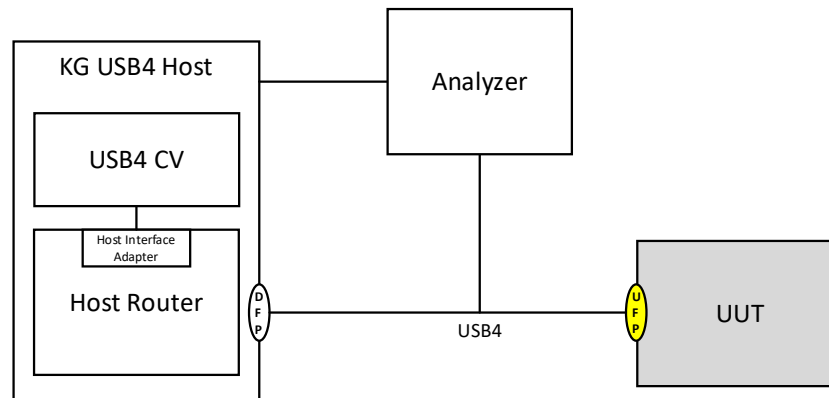 KG USB4 Host
Analyzer
USB4 CV
Host Interface
Adapter
Host Router
D
F
P
USB4
U
F
P
UUT